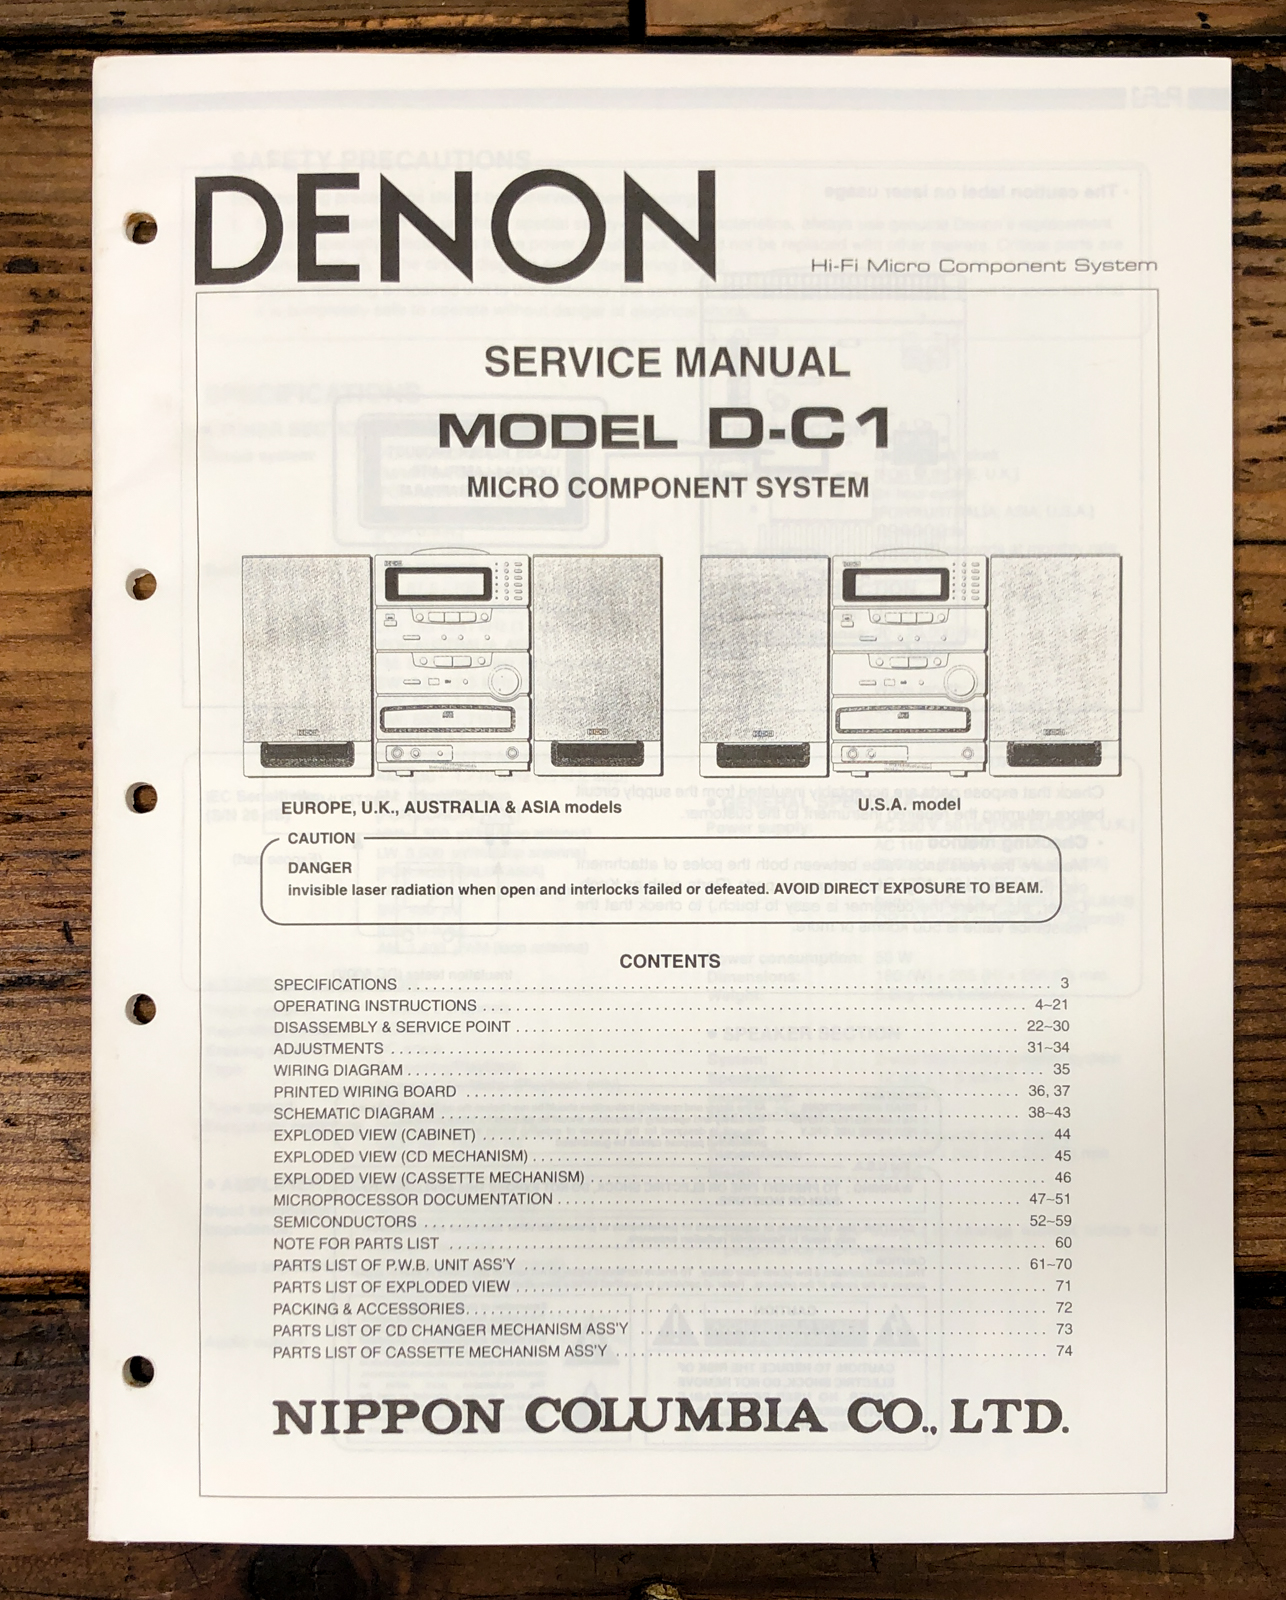 DENON
Hi-Fi Micro Component System
SERVICE MANUAL
MODEL D-C1
MICRO COMPONENT SYSTEM
EUROPE, U.K., AUSTRALIA & ASIA models
U.S.A. model
CAUTION
DANGER
invisible laser radiation when open and interlocks failed or defeated. AVOID DIRECT EXPOSURE TO BEAM.
CONTENTS
SPECIFICATIONS 3
OPERATING INSTRUCTIONS 4~21
DISASSEMBLY & SERVICE POINT 22~30
ADJUSTMENTS 31~34
WIRING DIAGRAM 35
PRINTED WIRING BOARD 36, 37
SCHEMATIC DIAGRAM 38~43
EXPLODED VIEW (CABINET) 44
EXPLODED VIEW (CD MECHANISM) 45
EXPLODED VIEW (CASSETTE MECHANISM) 46
MICROPROCESSOR DOCUMENTATION 47~51
SEMICONDUCTORS 52~59
NOTE FOR PARTS LIST 60
PARTS LIST OF P.W.B. UNIT ASS'Y 61~70
PARTS LIST OF EXPLODED VIEW 71
PACKING & ACCESSORIES 72
PARTS LIST OF CD CHANGER MECHANISM ASS'Y 73
PARTS LIST OF CASSETTE MECHANISM ASS'Y 74
NIPPON COLUMBIA CO., LTD.